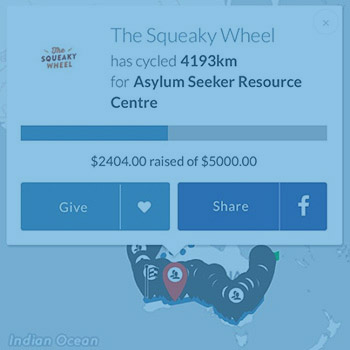 The Squeaky Wheel
The
SQUEAKY
WHEEL
has cycled 4193km
for Asylum Seeker Resource
Centre
$2404.00 raised of $5000.00
Give
Share
Indian Ocean